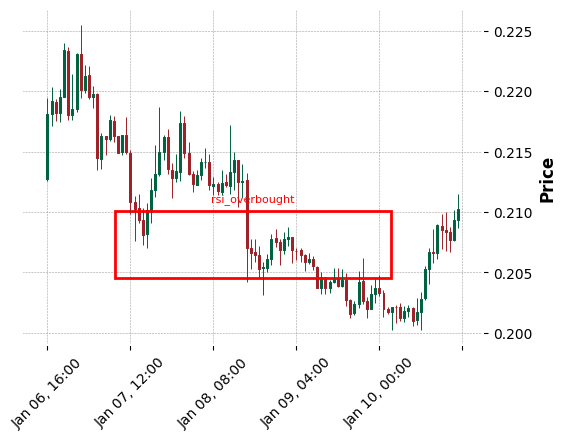 0.225
0.220
0.215
0.210
0.205
0.200
Price
rsi_overbought
Jan 06, 16:00
Jan 07, 12:00
Jan 08, 08:00
Jan 09, 04:00
Jan 10, 00:00